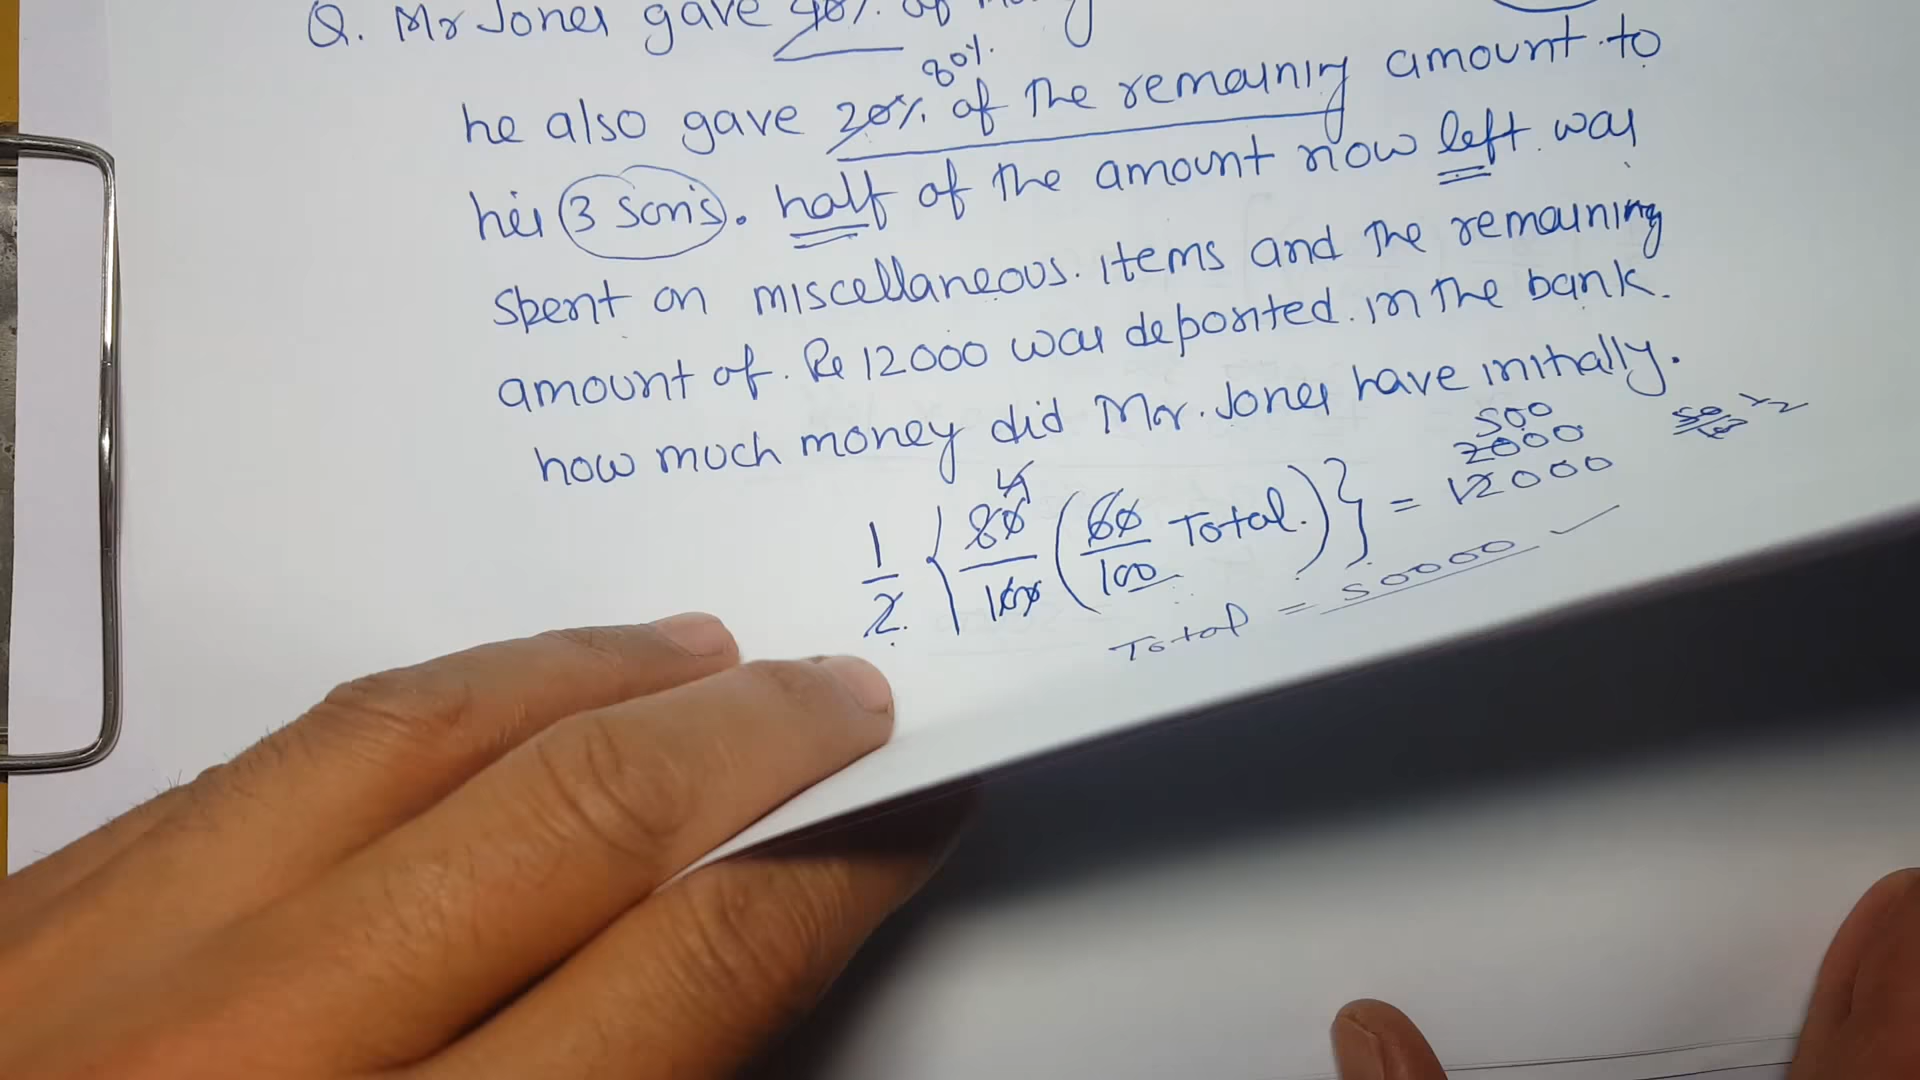 Q. Mr Jones gave 40% of
80%
he also gave 20% of the remaining amount to
his 3 son's. half of the amount now left was
spent on miscellaneous items and the remaining
amount of Rs 12000 was deposited in the bank.
how much money did Mr. Jones have initially.
500
2000
1/2 { 80/100 ( 60/100 Total ) } = 12000
4
Total = 50000 ✓